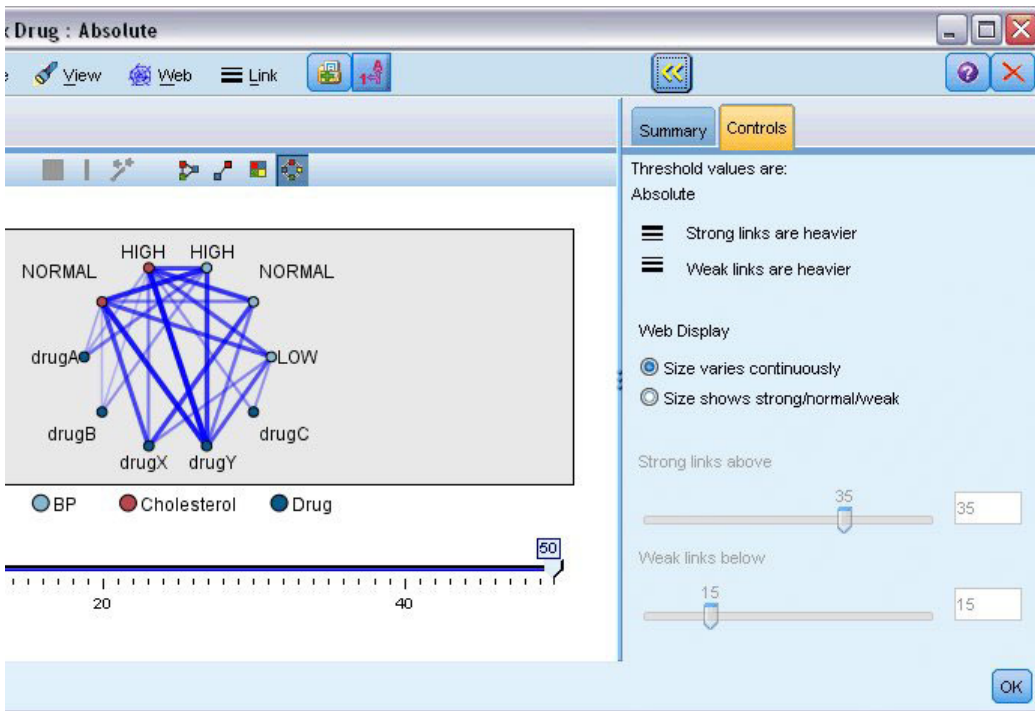 Drug : Absolute
View Web Link
Summary Controls
Threshold values are:
Absolute
Strong links are heavier
Weak links are heavier
Web Display
Size varies continuously
Size shows strong/normal/weak
Strong links above
35
35
Weak links below
15
15
HIGH HIGH
NORMAL NORMAL
drugA LOW
drugB drugC
drugX drugY
BP Cholesterol Drug
50
20 40
OK